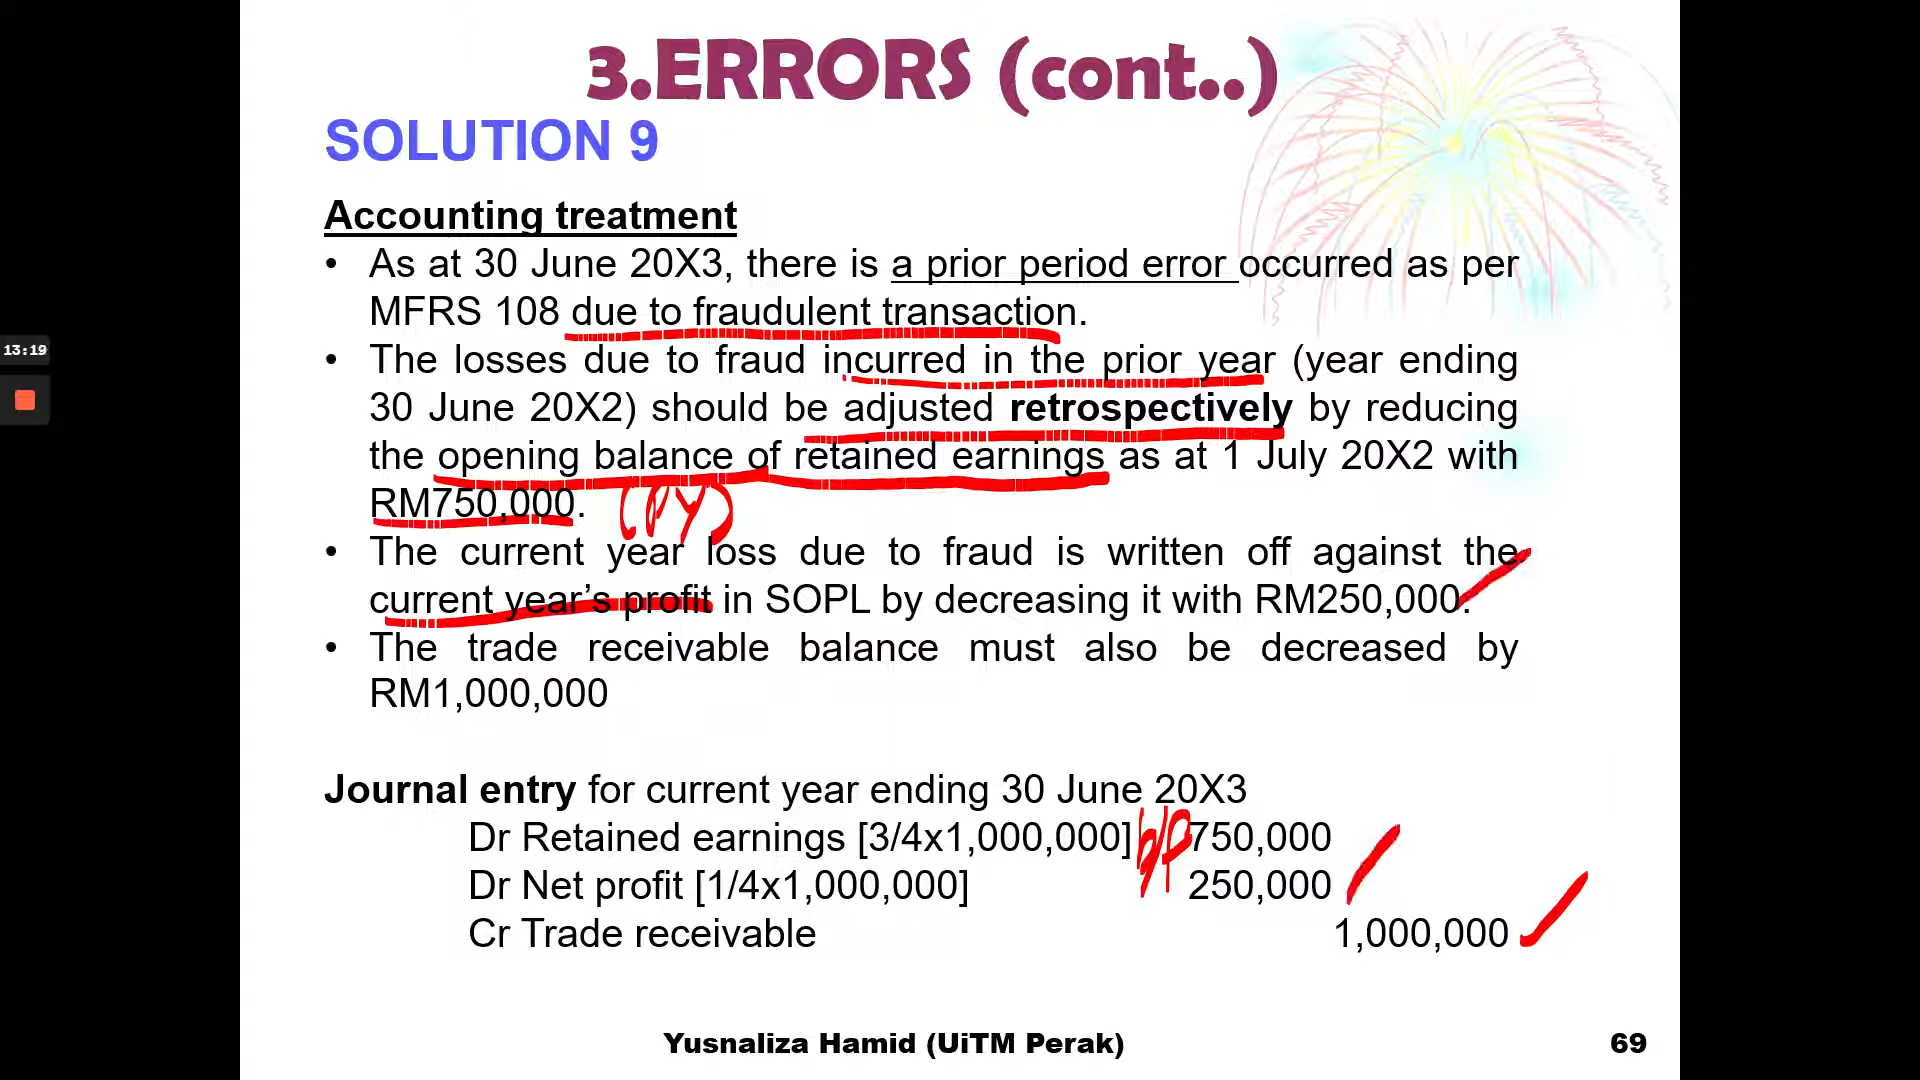 3.ERRORS (cont..)
SOLUTION 9
Accounting treatment
• As at 30 June 20X3, there is a prior period error occurred as per
MFRS 108 due to fraudulent transaction.
13:19
• The losses due to fraud incurred in the prior year (year ending
30 June 20X2) should be adjusted retrospectively by reducing
the opening balance of retained earnings as at 1 July 20X2 with
RM750,000. (PY)
• The current year loss due to fraud is written off against the
current year's profit in SOPL by decreasing it with RM250,000.
• The trade receivable balance must also be decreased by
RM1,000,000
Journal entry for current year ending 30 June 20X3
Dr Retained earnings [3/4x1,000,000] b/f 750,000
Dr Net profit [1/4x1,000,000] 250,000
Cr Trade receivable 1,000,000
Yusnaliza Hamid (UiTM Perak) 69